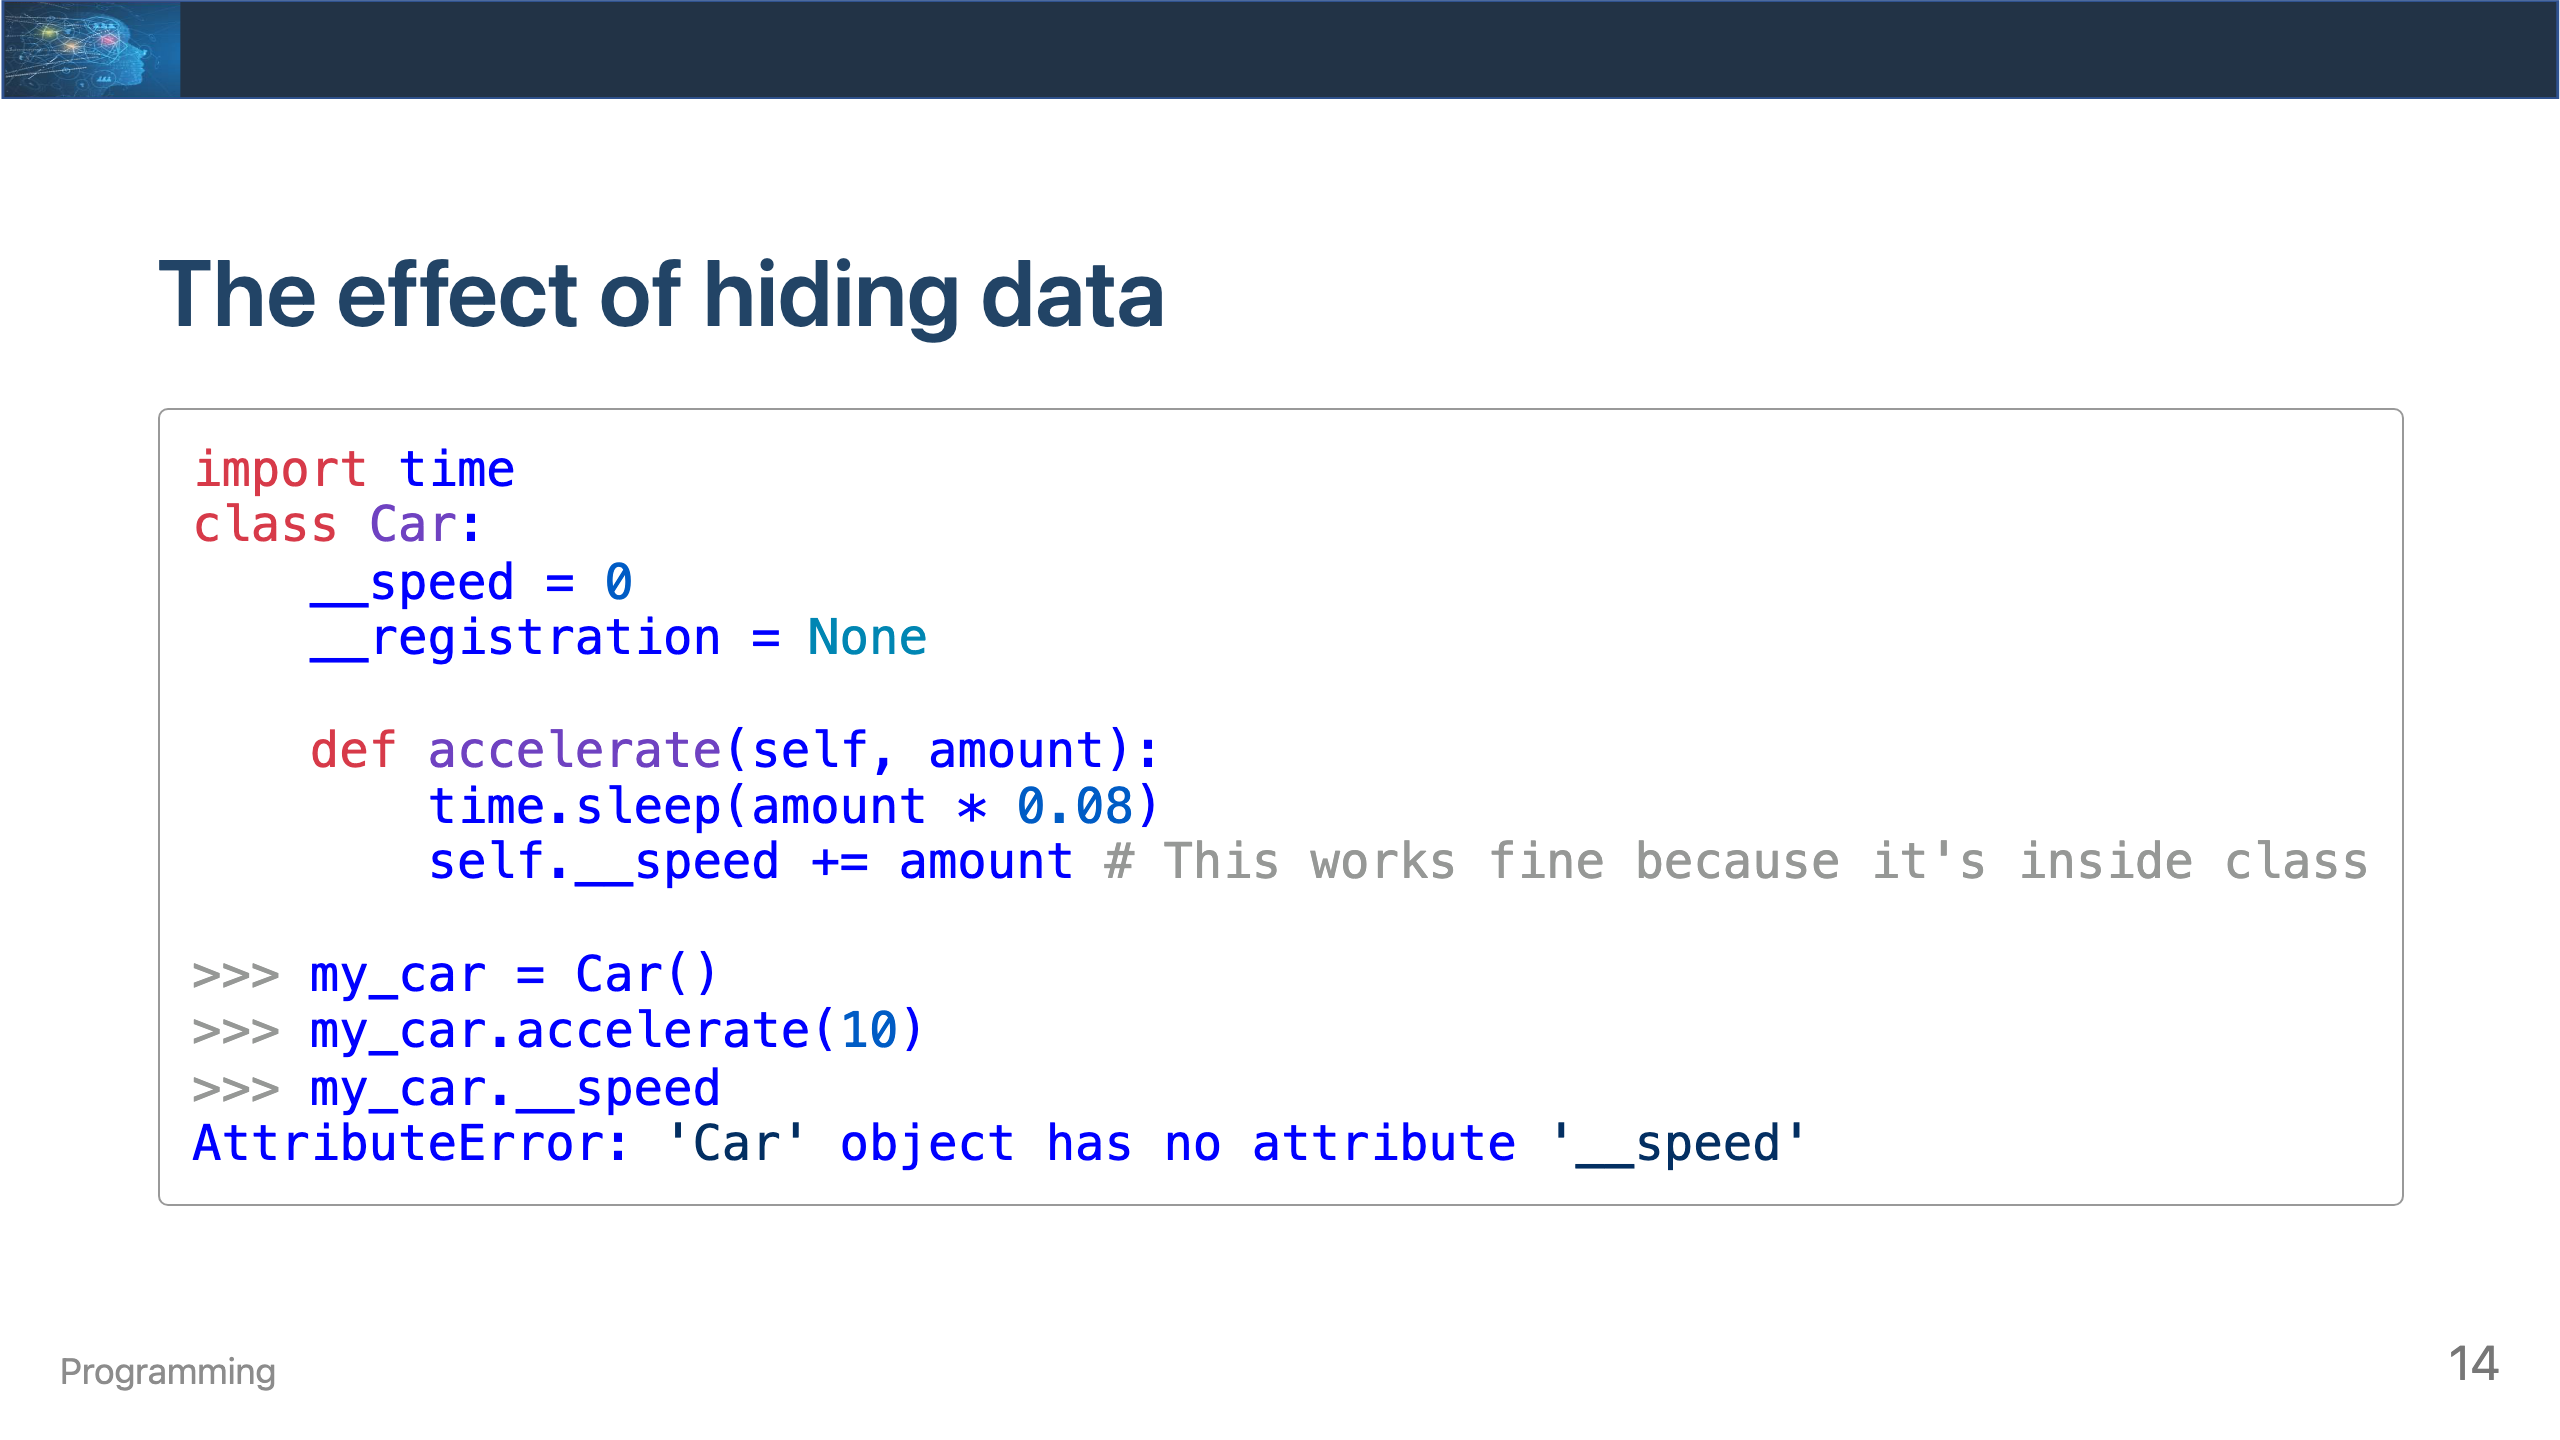 The effect of hiding data
import time
class Car:
    __speed = 0
    __registration = None

    def accelerate(self, amount):
        time.sleep(amount * 0.08)
        self.__speed += amount # This works fine because it's inside class

>>> my_car = Car()
>>> my_car.accelerate(10)
>>> my_car.__speed
AttributeError: 'Car' object has no attribute '__speed'
Programming
14